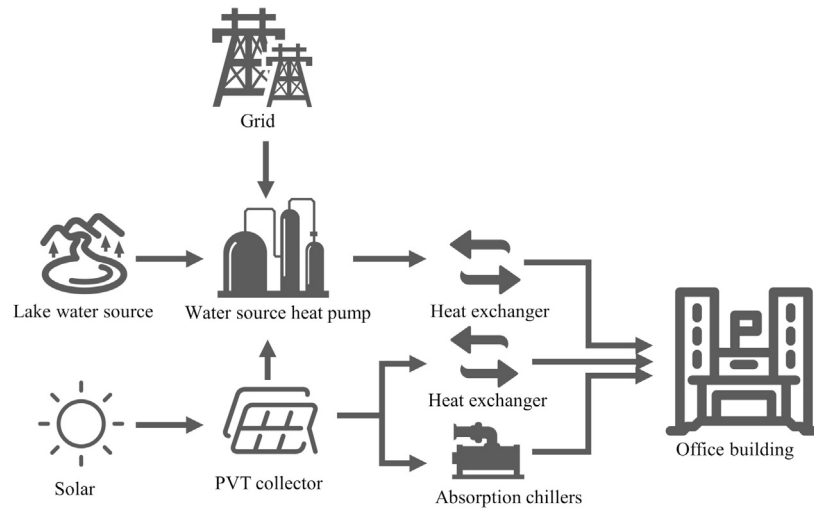 Grid
Lake water source
Water source heat pump
Heat exchanger
Heat exchanger
Office building
Solar
PVT collector
Absorption chillers